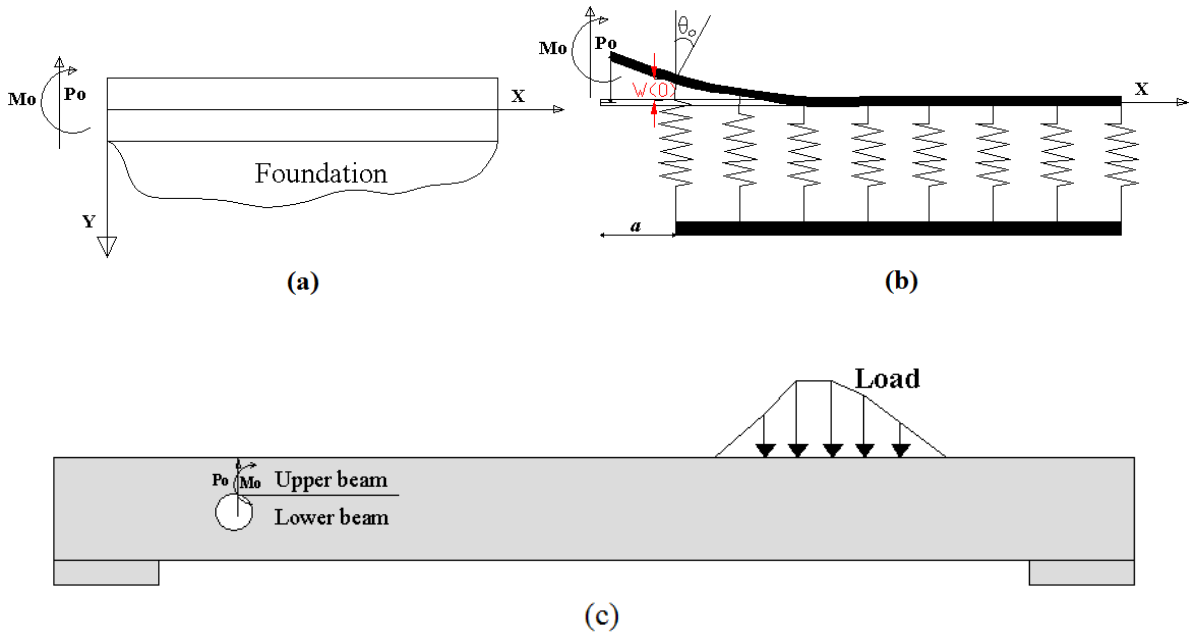 Mo
Po
X
Foundation
Y
(a)
Mo
Po
θo
W(0)
X
a
(b)
Load
Po
Mo
Upper beam
Lower beam
(c)